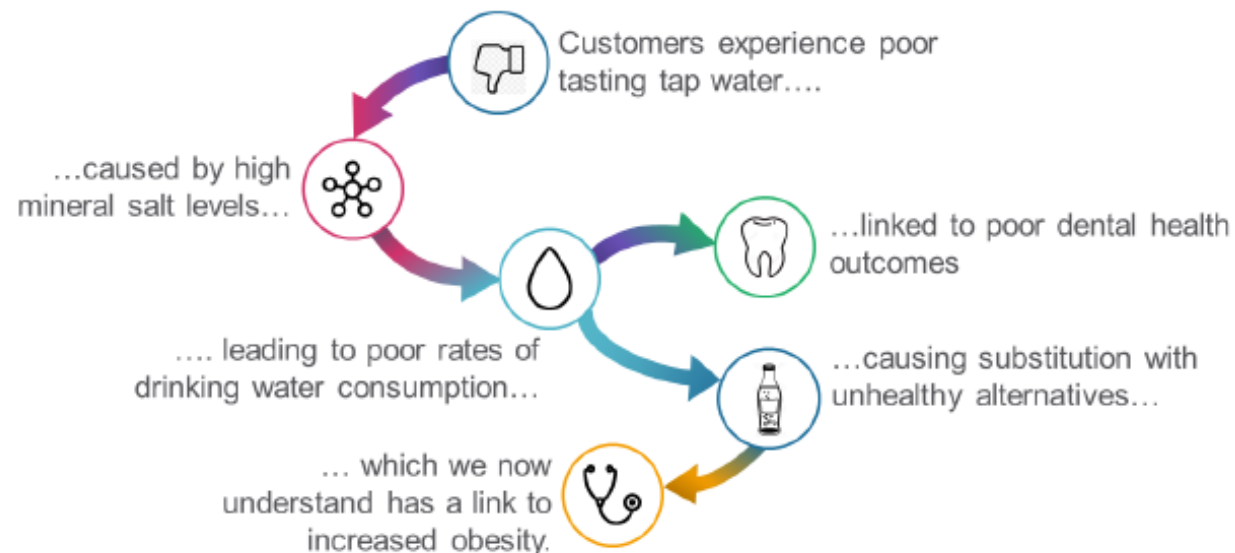 Customers experience poor
tasting tap water….
…caused by high
mineral salt levels…
…linked to poor dental health
outcomes
…. leading to poor rates of
drinking water consumption…
…causing substitution with
unhealthy alternatives…
… which we now
understand has a link to
increased obesity.